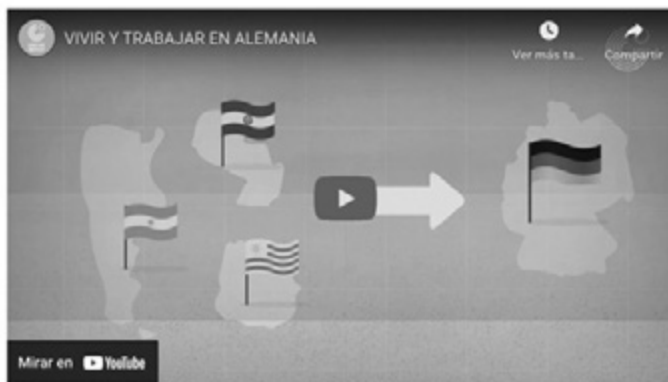 VIVIR Y TRABAJAR EN ALEMANIA
Ver más ta...
Compartir
Mirar en YouTube